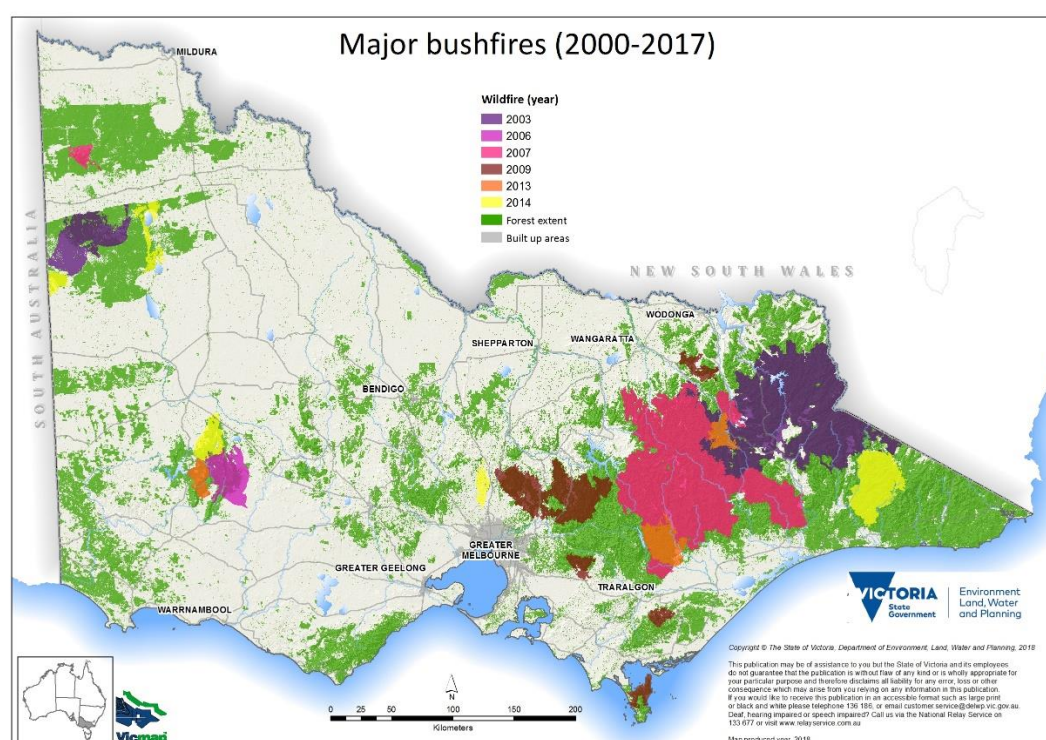 Major bushfires (2000-2017)
MILDURA
Wildfire (year)
2003
2006
2007
2009
2013
2014
Forest extent
Built up areas
SOUTH AUSTRALIA
NEW SOUTH WALES
WODONGA
SHEPPARTON
WANGARATTA
BENDIGO
GREATER
MELBOURNE
GREATER GEELONG
TRARALGON
WARRNAMBOOL
VICTORIA
State
Government
Environment
Land, Water
and Planning
Copyright © The State of Victoria, Department of Environment, Land, Water and Planning, 2018
This publication may be of assistance to you but the State of Victoria and its employees
do not guarantee that the publication is without flaw of any kind or is wholly appropriate for
your particular purpose and therefore disclaims all liability for any error, loss or other
consequence which may arise from you relying on any information in this publication.
If you would like to receive this publication in an accessible format such as large print
or black and white please telephone 136 186, or email customer.service@delwp.vic.gov.au.
Deaf, hearing impaired or speech impaired? Call us via the National Relay Service on
133 677 or visit www.relayservice.com.au
Map produced year, 2018
N
0 50 100 200
Kilometers
Vicmap